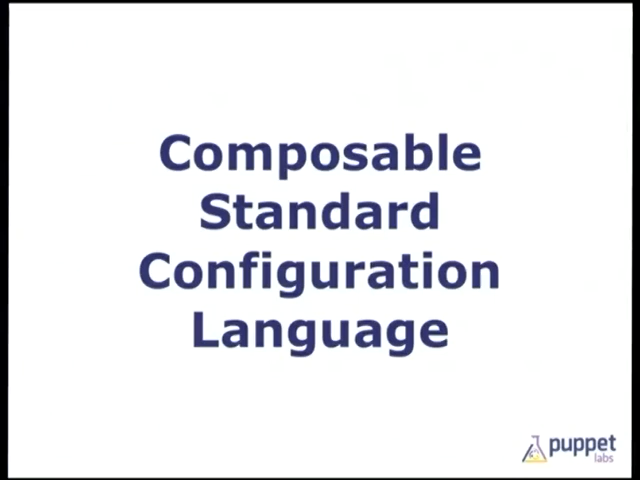 Composable
Standard
Configuration
Language
puppet
labs